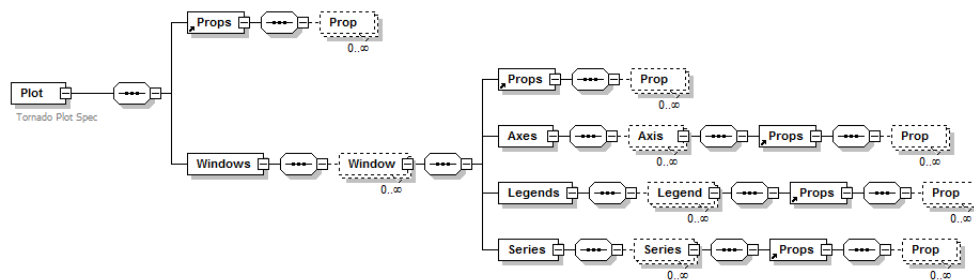 Props
Prop
0..∞
Plot
Tornado Plot Spec
Props
Prop
0..∞
Axes
Axis
Props
Prop
0..∞
0..∞
Windows
Window
0..∞
Legends
Legend
Props
Prop
0..∞
0..∞
Series
Series
Props
Prop
0..∞
0..∞